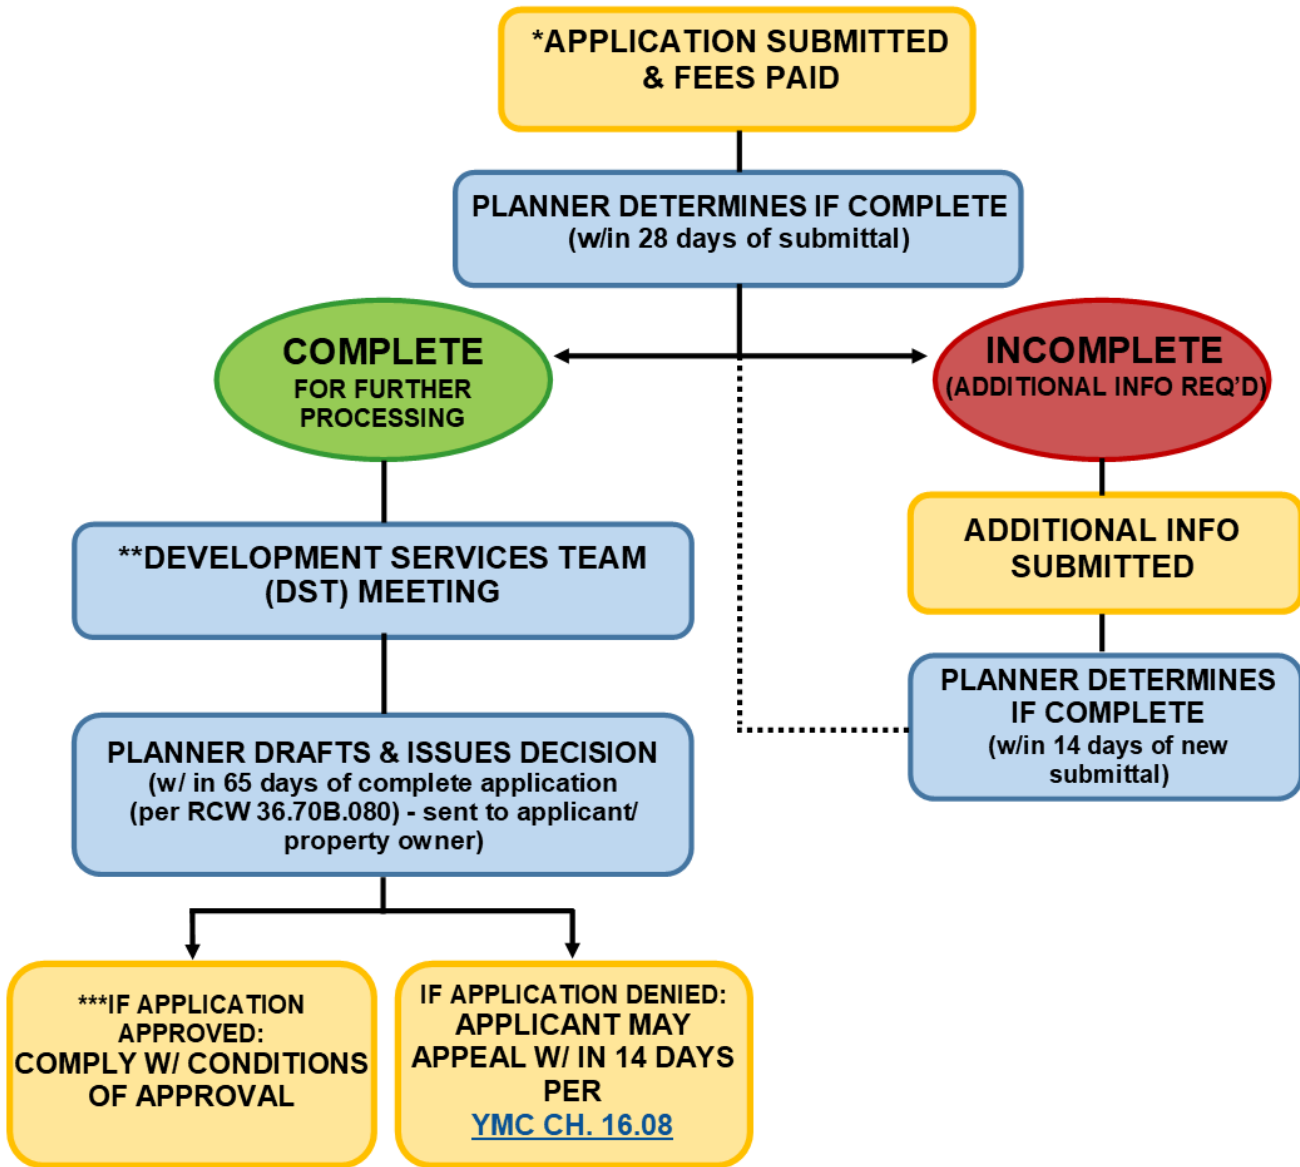 *APPLICATION SUBMITTED
& FEES PAID
PLANNER DETERMINES IF COMPLETE
(w/in 28 days of submittal)
COMPLETE
FOR FURTHER
PROCESSING
INCOMPLETE
(ADDITIONAL INFO REQ'D)
**DEVELOPMENT SERVICES TEAM
(DST) MEETING
ADDITIONAL INFO
SUBMITTED
PLANNER DETERMINES
IF COMPLETE
(w/in 14 days of new
submittal)
PLANNER DRAFTS & ISSUES DECISION
(w/ in 65 days of complete application
(per RCW 36.70B.080) - sent to applicant/
property owner)
***IF APPLICATION
APPROVED:
COMPLY W/ CONDITIONS
OF APPROVAL
IF APPLICATION DENIED:
APPLICANT MAY
APPEAL W/ IN 14 DAYS
PER
YMC CH. 16.08